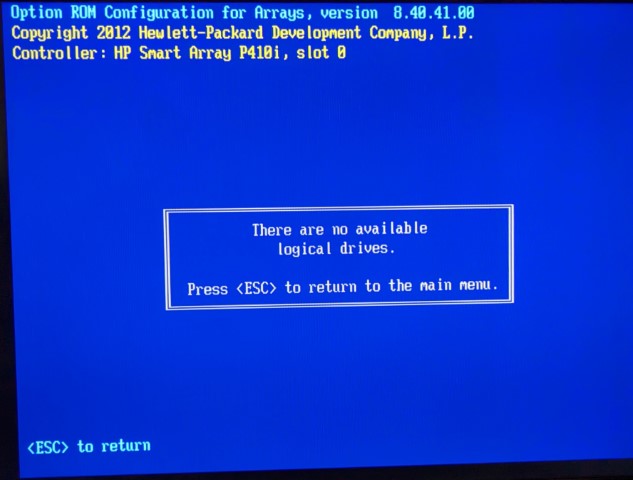 Option ROM Configuration for Arrays, version  8.40.41.00
Copyright 2012 Hewlett-Packard Development Company, L.P.
Controller: HP Smart Array P410i, slot 0
There are no available
logical drives.
Press <ESC> to return to the main menu.
<ESC> to return